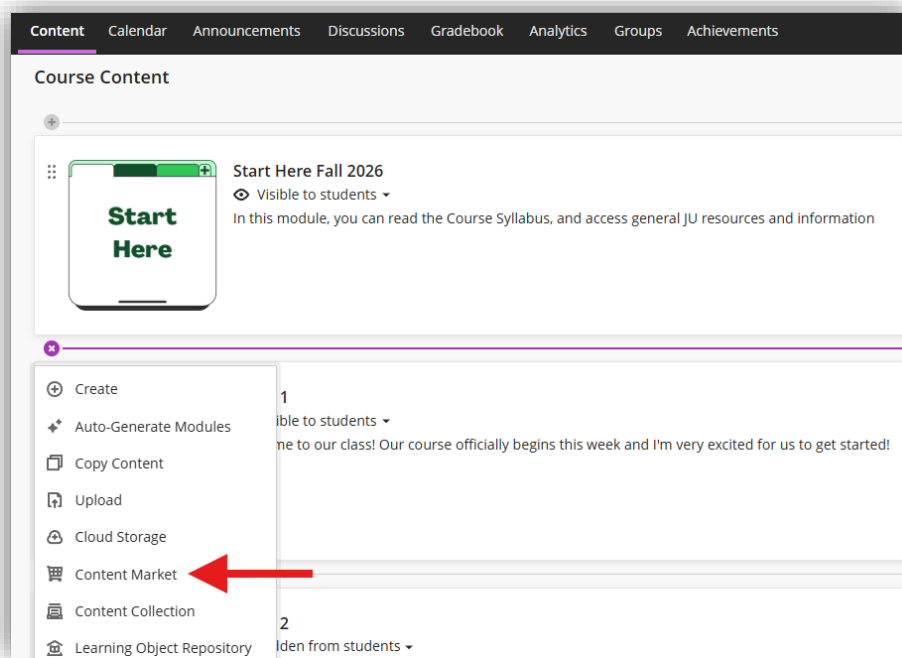 Content Calendar Announcements Discussions Gradebook Analytics Groups Achievements
Course Content
Start Here Fall 2026
Visible to students
In this module, you can read the Course Syllabus, and access general JU resources and information
Start
Here
Create
1
Auto-Generate Modules
ible to students
me to our class! Our course officially begins this week and I'm very excited for us to get started!
Copy Content
Upload
Cloud Storage
Content Market
Content Collection
2
Learning Object Repository
dden from students